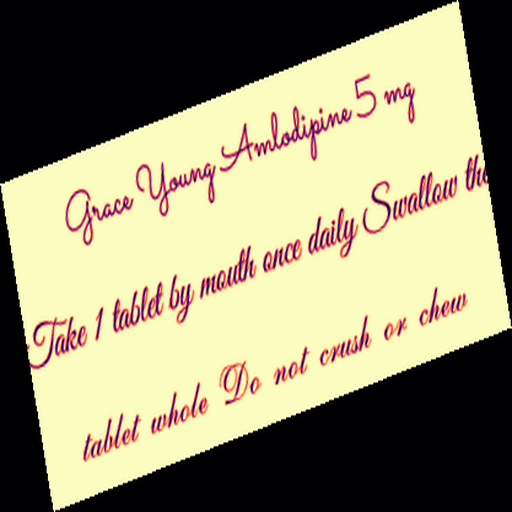 Grace Young Amlodipine 5 mg
Take 1 tablet by mouth once daily Swallow the
tablet whole Do not crush or chew